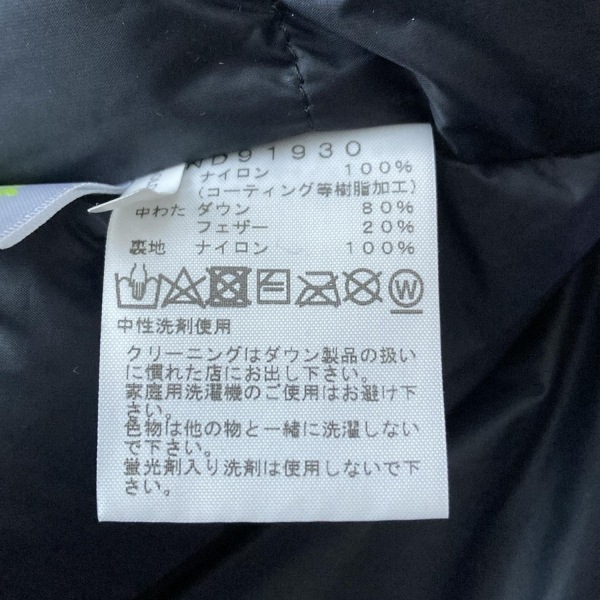 ND91930
ナイロン 100%
(コーティング等樹脂加工)
中わた ダウン 80%
フェザー 20%
裏地 ナイロン 100%
W
中性洗剤使用
クリーニングはダウン製品の扱い
に慣れた店にお出し下さい。
家庭用洗濯機のご使用はお避け下
さい。
色物は他の物と一緒に洗濯しない
で下さい。
蛍光剤入り洗剤は使用しないで下
さい。